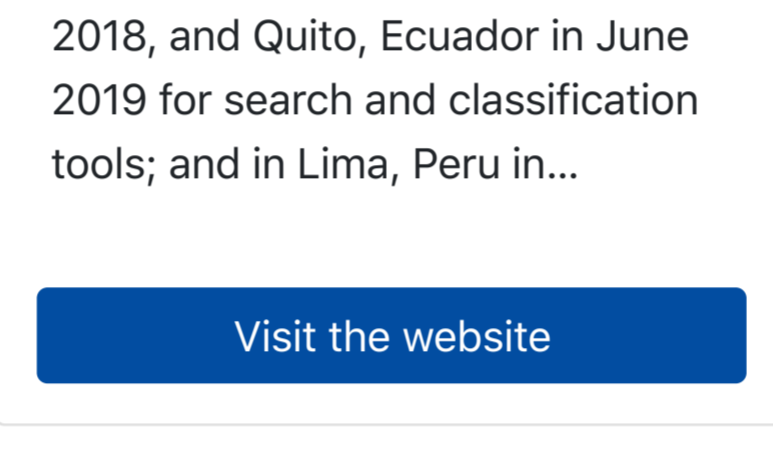 2018, and Quito, Ecuador in June
2019 for search and classification
tools; and in Lima, Peru in...
Visit the website